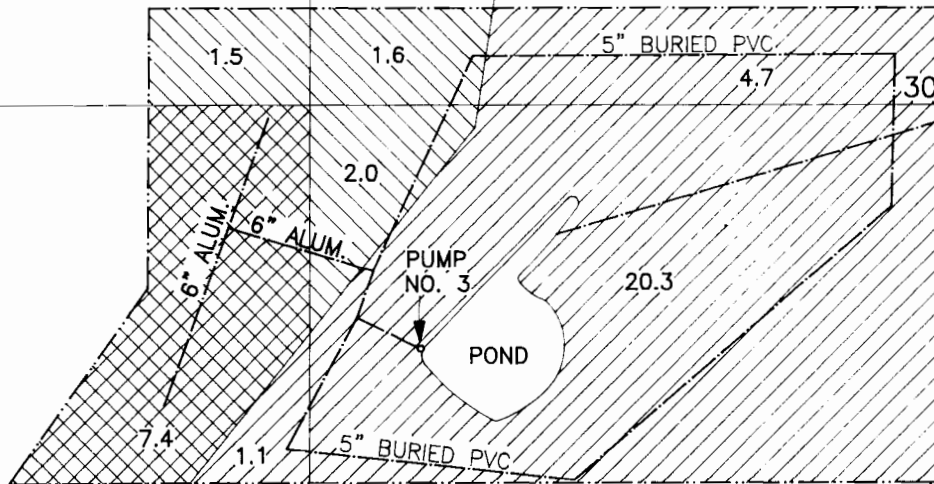 5" BURIED PVC
1.5
1.6
4.7
30
2.0
6" ALUM.
6" ALUM.
PUMP
NO. 3
20.3
POND
7.4
1.1
5" BURIED PVC